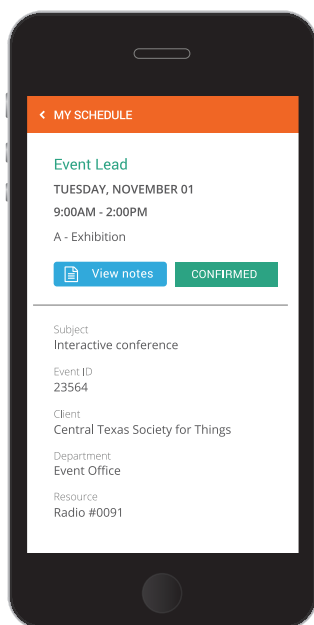 MY SCHEDULE
Event Lead
TUESDAY, NOVEMBER 01
9:00AM - 2:00PM
A - Exhibition
View notes
CONFIRMED
Subject
Interactive conference
Event ID
23564
Client
Central Texas Society for Things
Department
Event Office
Resource
Radio #0091